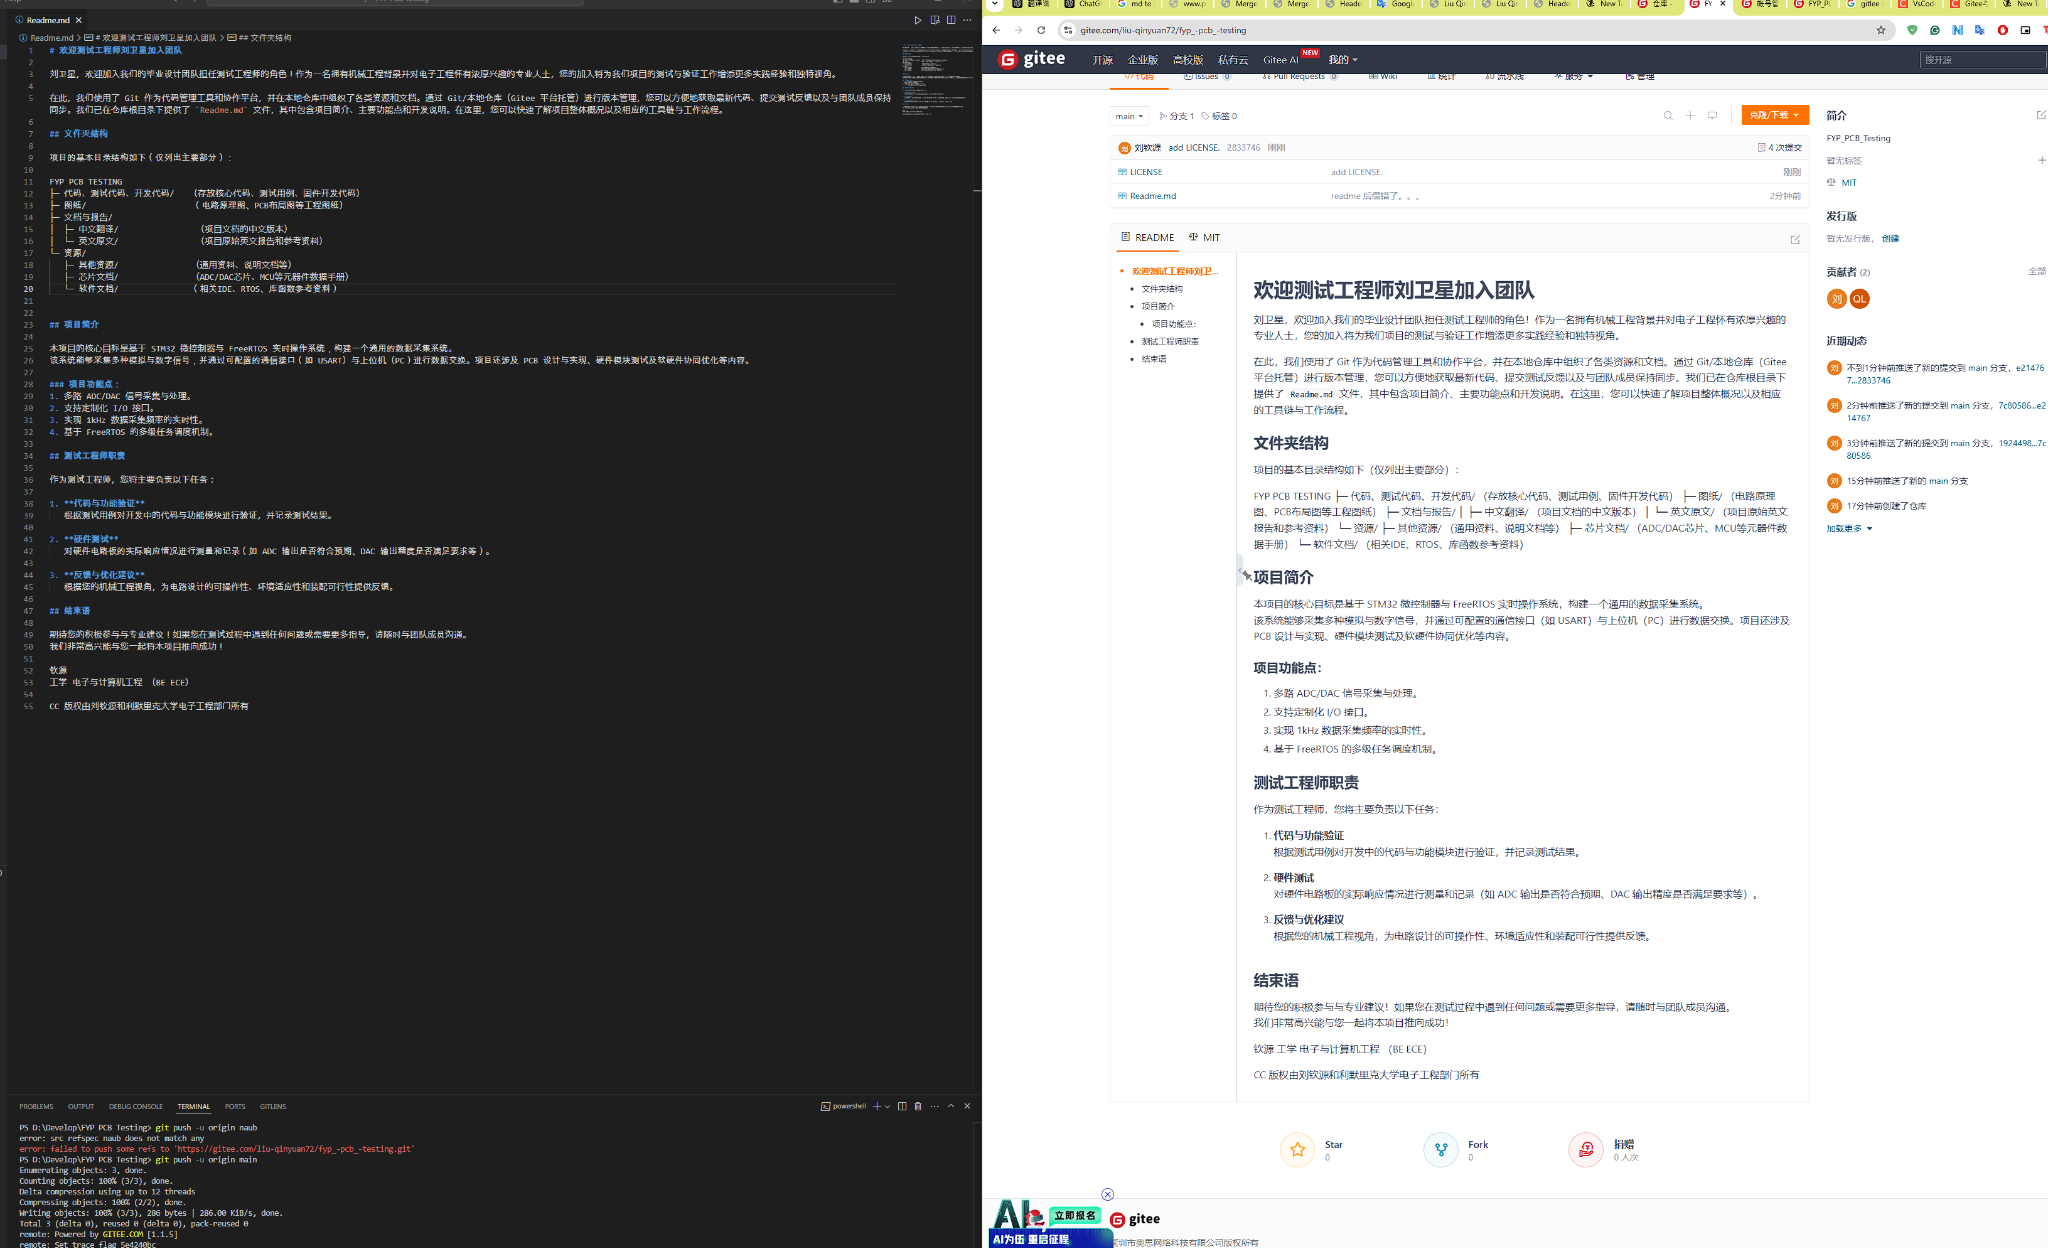 Readme.md
Readme.md > # 欢迎测试工程师刘卫星加入团队 > ## 文件夹结构
1 # 欢迎测试工程师刘卫星加入团队
2
3 刘卫星，欢迎加入我们的毕业设计团队担任测试工程师的角色！作为一名拥有机械工程背景并对电子工程怀有浓厚兴趣的专业人士，您的加入将为我们项目的测试与验证工作增添更多实践经验和独特视角。
4
5 在此，我们使用了 Git 作为代码管理工具和协作平台，并在本地仓库中组织了各类资源和文档。通过 Git/本地仓库（Gitee 平台托管）进行版本管理，您可以方便地获取最新代码、提交测试反馈以及与团队成员保持
同步。我们已在仓库根目录下提供了 `Readme.md` 文件，其中包含项目简介、主要功能点和开发说明。在这里，您可以快速了解项目整体概况以及相应的工具链与工作流程。
6
7 ## 文件夹结构
8
9 项目的基本目录结构如下（仅列出主要部分）：
10
11 FYP PCB TESTING
12 ├─ 代码、测试代码、开发代码/ （存放核心代码、测试用例、固件开发代码）
13 ├─ 图纸/ （电路原理图、PCB布局图等工程图纸）
14 ├─ 文档与报告/
15 │ ├─ 中文翻译/ （项目文档的中文版本）
16 │ └─ 英文原文/ （项目原始英文报告和参考资料）
17 └─ 资源/
18 ├─ 其他资源/ （通用资料、说明文档等）
19 ├─ 芯片文档/ （ADC/DAC芯片、MCU等元器件数据手册）
20 └─ 软件文档/ （相关IDE、RTOS、库函数参考资料）
21
22
23 ## 项目简介
24
25 本项目的核心目标是基于 STM32 微控制器与 FreeRTOS 实时操作系统，构建一个通用的数据采集系统。
26 该系统能够采集多种模拟与数字信号，并通过可配置的通信接口（如 USART）与上位机（PC）进行数据交换。项目还涉及 PCB 设计与实现、硬件模块测试及软硬件协同优化等内容。
27
28 ### 项目功能点：
29 1. 多路 ADC/DAC 信号采集与处理。
30 2. 支持定制化 I/O 接口。
31 3. 实现 1kHz 数据采集频率的实时性。
32 4. 基于 FreeRTOS 的多级任务调度机制。
33
34 ## 测试工程师职责
35
36 作为测试工程师，您将主要负责以下任务：
37
38 1. **代码与功能验证**
39 根据测试用例对开发中的代码与功能模块进行验证，并记录测试结果。
40
41 2. **硬件测试**
42 对硬件电路板的实际响应情况进行测量和记录（如 ADC 输出是否符合预期、DAC 输出精度是否满足要求等）。
43
44 3. **反馈与优化建议**
45 根据您的机械工程视角，为电路设计的可操作性、环境适应性和装配可行性提供反馈。
46
47 ## 结束语
48
49 期待您的积极参与与专业建议！如果您在测试过程中遇到任何问题或需要更多指导，请随时与团队成员沟通。
50 我们非常高兴能与您一起将本项目推向成功！
51
52 钦源
53 工学 电子与计算机工程 （BE ECE）
54
55 CC 版权由刘钦源和利默里克大学电子工程部门所有
PROBLEMS OUTPUT DEBUG CONSOLE TERMINAL PORTS GITLENS
powershell
PS D:\Develop\FYP PCB Testing> git push -u origin naub
error: src refspec naub does not match any
error: failed to push some refs to 'https://gitee.com/liu-qinyuan72/fyp_-pcb_-testing.git'
PS D:\Develop\FYP PCB Testing> git push -u origin main
Enumerating objects: 3, done.
Counting objects: 100% (3/3), done.
Delta compression using up to 12 threads
Compressing objects: 100% (2/2), done.
Writing objects: 100% (3/3), 286 bytes | 286.00 KiB/s, done.
Total 3 (delta 0), reused 0 (delta 0), pack-reused 0
remote: Powered by GITEE.COM [1.1.5]
remote: Set trace flag 5e4240bc
翻译说 ChatG md to www.p Merge Merge Heade Googl Liu Qi Liu Qi Heade New T 仓库 - FY 帐号管 FYP_P gitlee VsCod Gitee New T
gitee.com/liu-qinyuan72/fyp_-pcb_-testing
gitee 开源 企业版 高校版 私有云 Gitee AI NEW 我的 搜开源
代码 Issues 0 Pull Requests 0 Wiki 统计 流水线 服务 管理
main 分支 1 标签 0 克隆/下载
刘 刘钦源 add LICENSE. 2833746 刚刚 4 次提交
LICENSE add LICENSE. 刚刚
Readme.md readme 后缀错了。。。 2分钟前
README MIT
欢迎测试工程师刘卫...
文件夹结构
项目简介
项目功能点：
测试工程师职责
结束语
欢迎测试工程师刘卫星加入团队
刘卫星，欢迎加入我们的毕业设计团队担任测试工程师的角色！作为一名拥有机械工程背景并对电子工程怀有浓厚兴趣的
专业人士，您的加入将为我们项目的测试与验证工作增添更多实践经验和独特视角。
在此，我们使用了 Git 作为代码管理工具和协作平台，并在本地仓库中组织了各类资源和文档。通过 Git/本地仓库（Gitee
平台托管）进行版本管理，您可以方便地获取最新代码、提交测试反馈以及与团队成员保持同步。我们已在仓库根目录下
提供了 Readme.md 文件，其中包含项目简介、主要功能点和开发说明。在这里，您可以快速了解项目整体概况以及相应
的工具链与工作流程。
文件夹结构
项目的基本目录结构如下（仅列出主要部分）：
FYP PCB TESTING ├─ 代码、测试代码、开发代码/ （存放核心代码、测试用例、固件开发代码） ├─ 图纸/ （电路原理
图、PCB布局图等工程图纸） ├─ 文档与报告/ │ ├─ 中文翻译/ （项目文档的中文版本） │ └─ 英文原文/ （项目原始英文
报告和参考资料） └─ 资源/ ├─ 其他资源/ （通用资料、说明文档等） ├─ 芯片文档/ （ADC/DAC芯片、MCU等元器件数
据手册） └─ 软件文档/ （相关IDE、RTOS、库函数参考资料）
项目简介
本项目的核心目标是基于 STM32 微控制器与 FreeRTOS 实时操作系统，构建一个通用的数据采集系统。
该系统能够采集多种模拟与数字信号，并通过可配置的通信接口（如 USART）与上位机（PC）进行数据交换。项目还涉及
PCB 设计与实现、硬件模块测试及软硬件协同优化等内容。
项目功能点：
1. 多路 ADC/DAC 信号采集与处理。
2. 支持定制化 I/O 接口。
3. 实现 1kHz 数据采集频率的实时性。
4. 基于 FreeRTOS 的多级任务调度机制。
测试工程师职责
作为测试工程师，您将主要负责以下任务：
1. 代码与功能验证
根据测试用例对开发中的代码与功能模块进行验证，并记录测试结果。
2. 硬件测试
对硬件电路板的实际响应情况进行测量和记录（如 ADC 输出是否符合预期、DAC 输出精度是否满足要求等）。
3. 反馈与优化建议
根据您的机械工程视角，为电路设计的可操作性、环境适应性和装配可行性提供反馈。
结束语
期待您的积极参与与专业建议！如果您在测试过程中遇到任何问题或需要更多指导，请随时与团队成员沟通。
我们非常高兴能与您一起将本项目推向成功！
钦源 工学 电子与计算机工程 （BE ECE）
CC 版权由刘钦源和利默里克大学电子工程部门所有
简介
FYP_PCB_Testing
暂无标签
MIT
发行版
暂无发行版，创建
贡献者 (2) 全部
刘 QL
近期动态
刘 不到1分钟前推送了新的提交到 main 分支，e21476
7...2833746
刘 2分钟前推送了新的提交到 main 分支，7c80586...e2
14767
刘 3分钟前推送了新的提交到 main 分支，1924498...7c
80586
刘 15分钟前推送了新的 main 分支
刘 17分钟前创建了仓库
加载更多
Star
0
Fork
0
捐赠
0 人次
AI 立即报名
AI为伍 重启征程
gitee
深圳市奥思网络科技有限公司版权所有